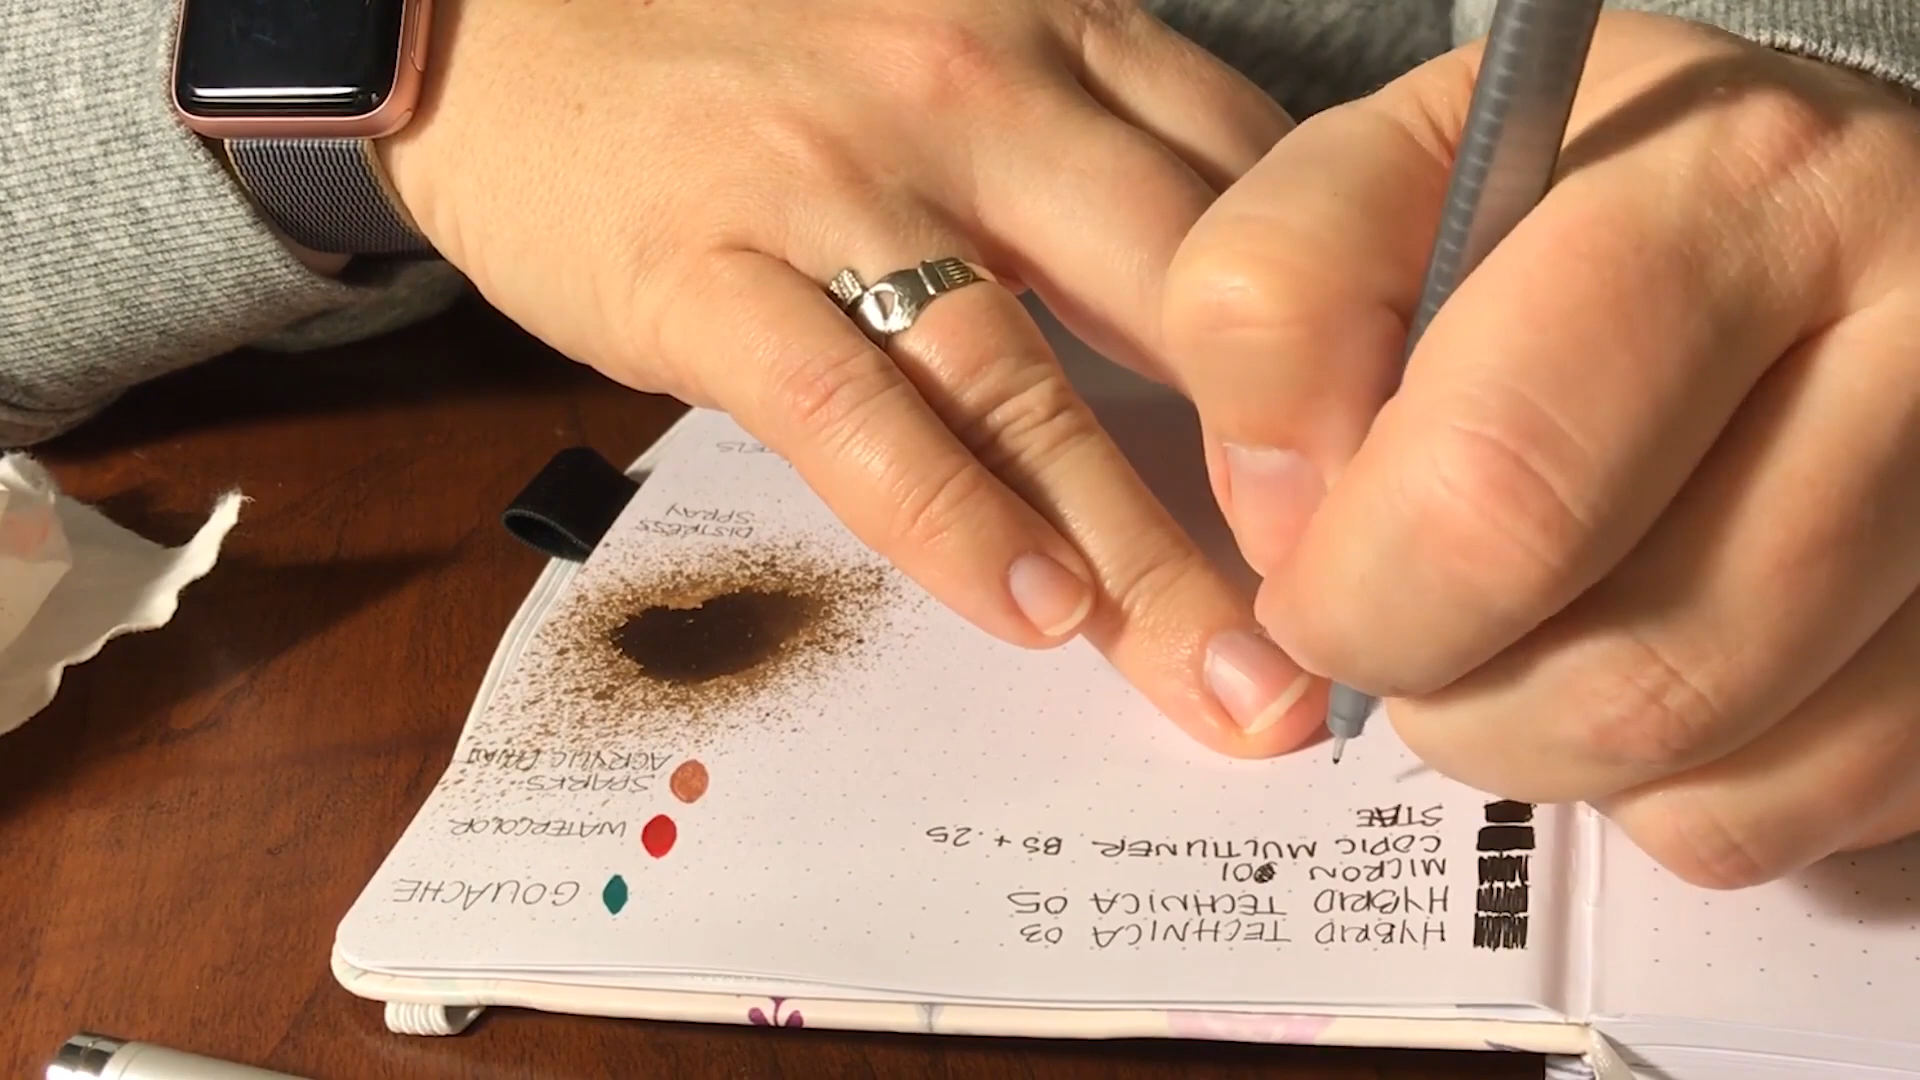 HYBRID TECHNICA 03
HYBRID TECHNICA 05
MICRON 01
COPIC MULTILINER BS + .25
STAE
GOUACHE
WATERCOLOR
SPARKS
ACRYLIC PAINT
DISTRESS
SPRAY